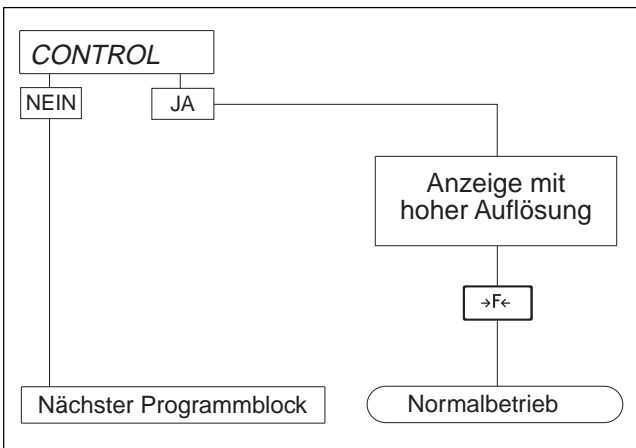 CONTROL
NEIN
JA
Anzeige mit
hoher Auflösung
→F←
Nächster Programmblock
Normalbetrieb